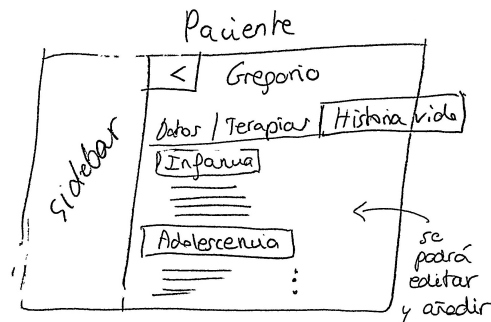 Paciente
< Gregorio
Sidebar
Datos / Terapias Historia vida
Infancia
Adolescencia
se
podrá
editar
y añadir